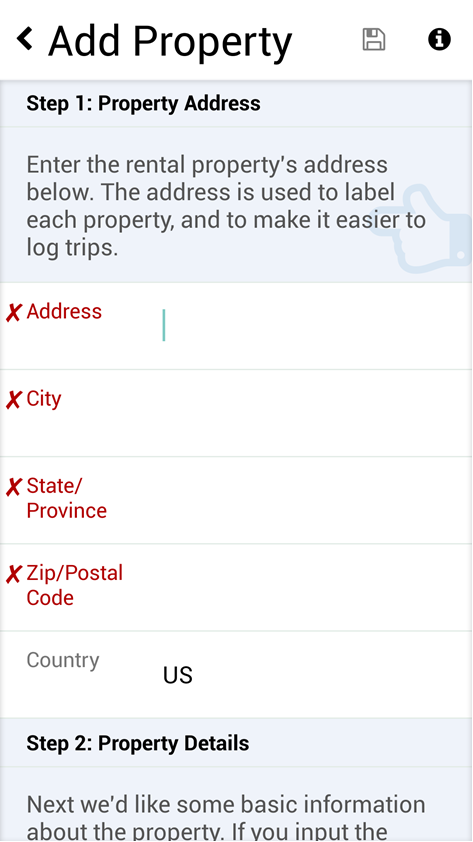 Add Property
Step 1: Property Address
Enter the rental property's address
below. The address is used to label
each property, and to make it easier to
log trips.
✗ Address
✗ City
✗ State/
Province
✗ Zip/Postal
Code
Country
US
Step 2: Property Details
Next we'd like some basic information
about the property. If you input the